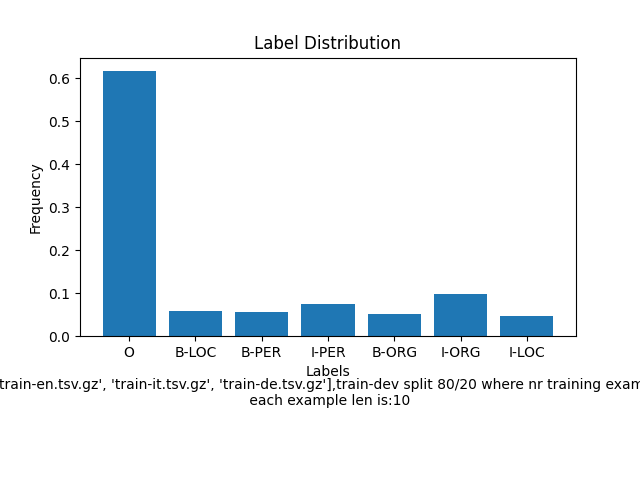 Label Distribution
Frequency
0.6
0.5
0.4
0.3
0.2
0.1
0.0
O B-LOC B-PER I-PER B-ORG I-ORG I-LOC
Labels
train-en.tsv.gz', 'train-it.tsv.gz', 'train-de.tsv.gz'],train-dev split 80/20 where nr training exam
each example len is:10